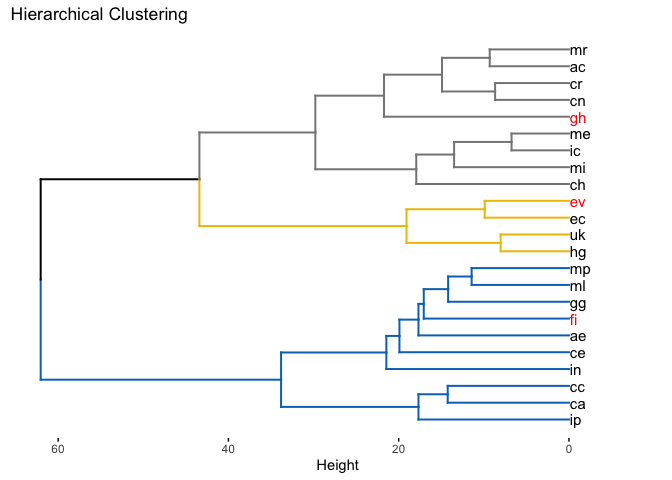 Hierarchical Clustering
mr
ac
cr
cn
gh
me
ic
mi
ch
ev
ec
uk
hg
mp
ml
gg
fi
ae
ce
in
cc
ca
ip
60 40 20 0
Height